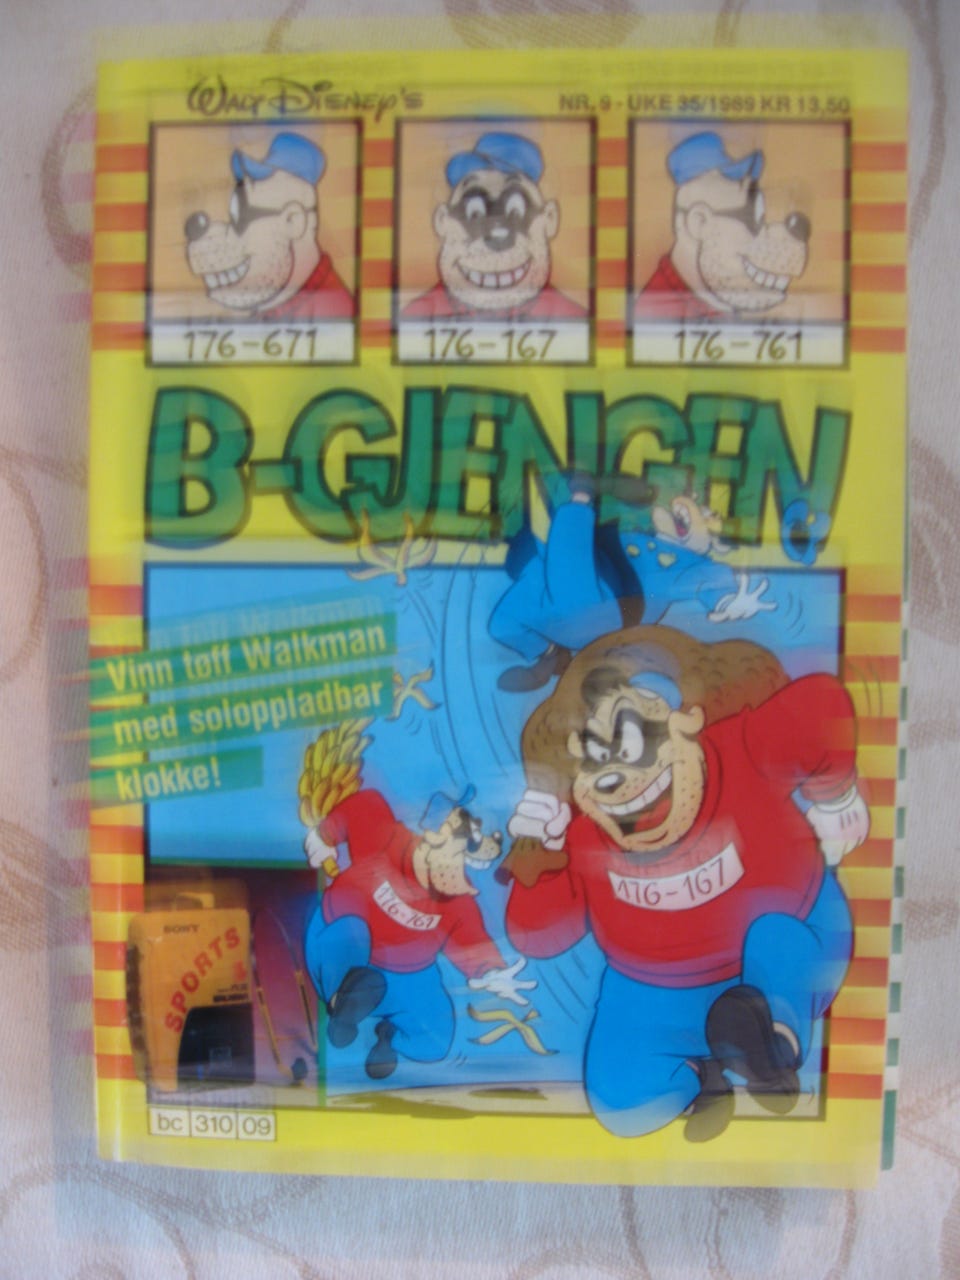 WALT DISNEY'S
NR. 9 - UKE 35/1989 KR 13,50
176-671
176-167
176-761
B-GJENGEN
Vinn tøff Walkman
med soloppladbar
klokke!
176-167
176-761
SONY
SPORTS
bc 310 09